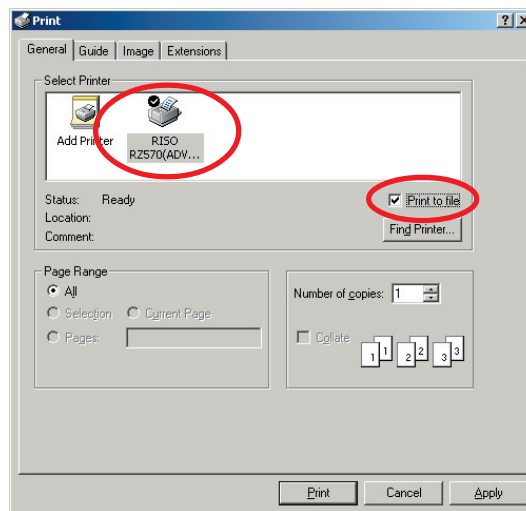 Print
General Guide Image Extensions
Select Printer
Add Printer
RISO
RZ570(ADV...
Status: Ready
Print to file
Location:
Find Printer...
Comment:
Page Range
All
Selection Current Page
Pages:
Number of copies: 1
Collate
1 1 2 2 3 3
Print Cancel Apply